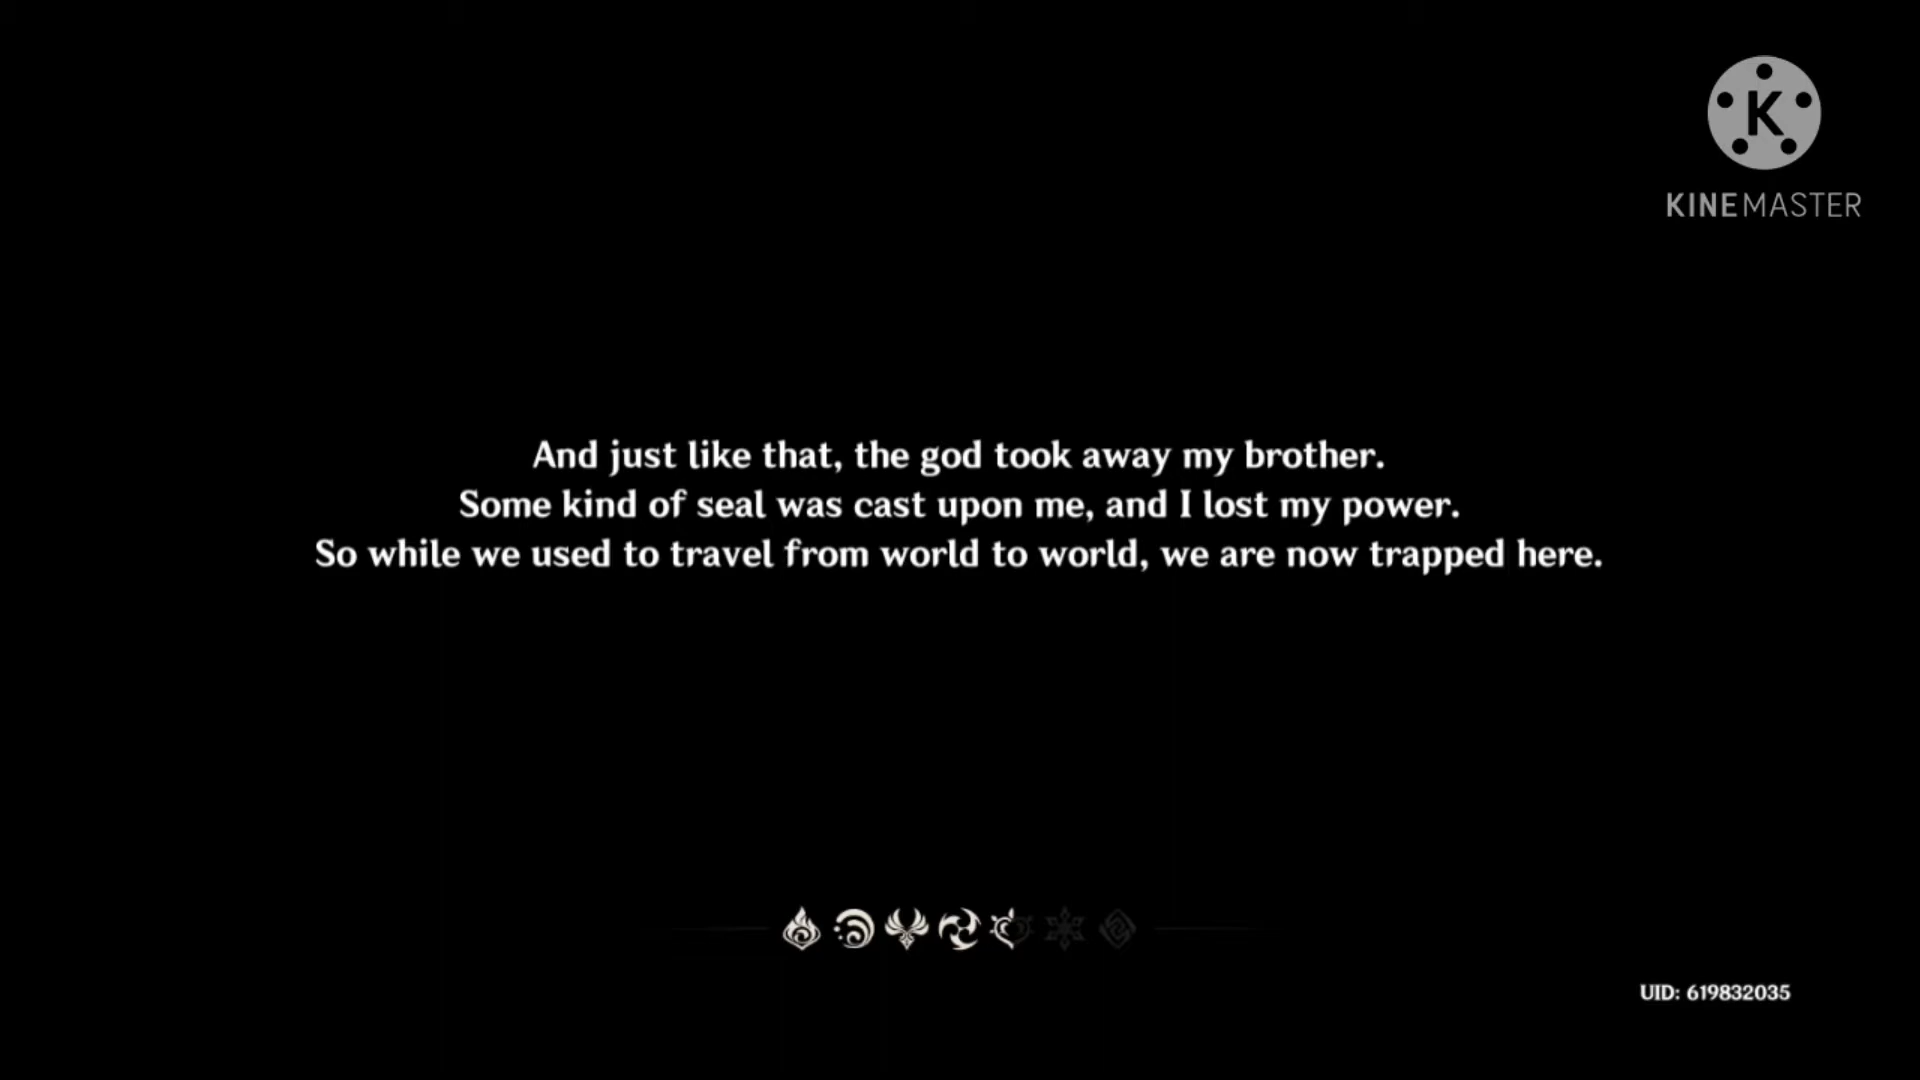 K
KINEMASTER
And just like that, the god took away my brother.
Some kind of seal was cast upon me, and I lost my power.
So while we used to travel from world to world, we are now trapped here.
UID: 619832035